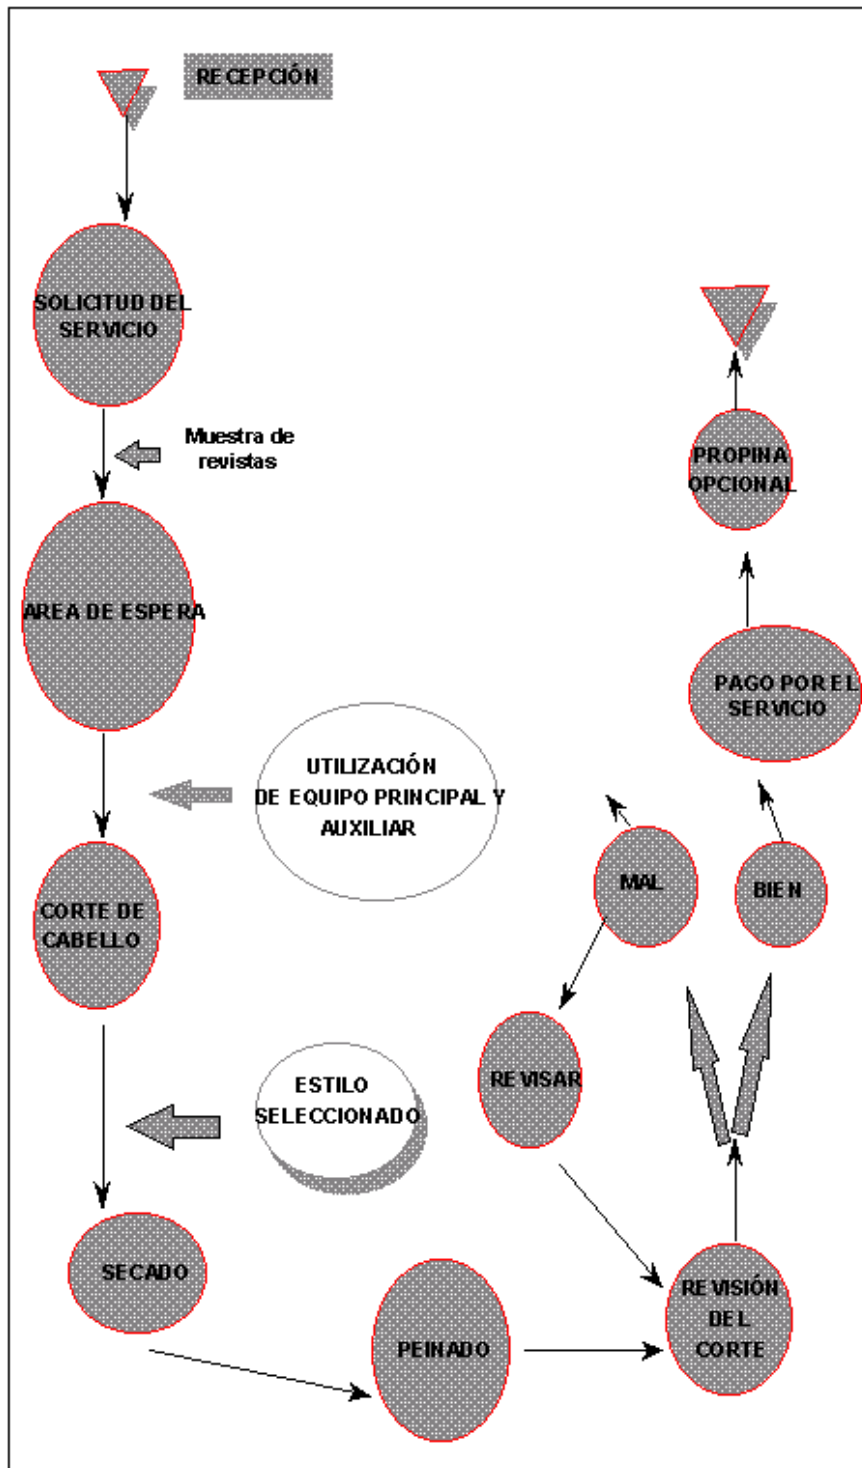 RECEPCIÓN
SOLICITUD DEL
SERVICIO
Muestra de
revistas
AREA DE ESPERA
UTILIZACIÓN
DE EQUIPO PRINCIPAL Y
AUXILIAR
CORTE DE
CABELLO
ESTILO
SELECCIONADO
SECADO
PEINADO
REVISIÓN
DEL
CORTE
REVISAR
MAL
BIEN
PAGO POR EL
SERVICIO
PROPINA
OPCIONAL